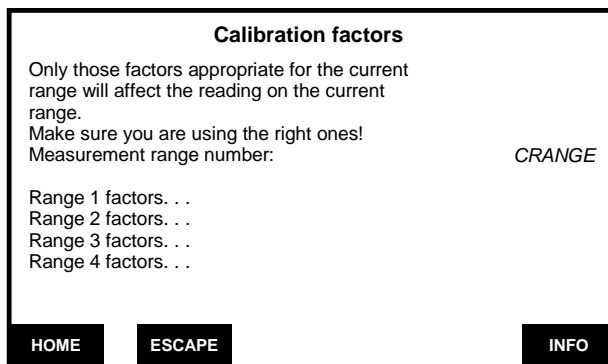 Calibration factors
Only those factors appropriate for the current
range will affect the reading on the current
range.
Make sure you are using the right ones!
Measurement range number: CRANGE
Range 1 factors. . .
Range 2 factors. . .
Range 3 factors. . .
Range 4 factors. . .
HOME ESCAPE INFO